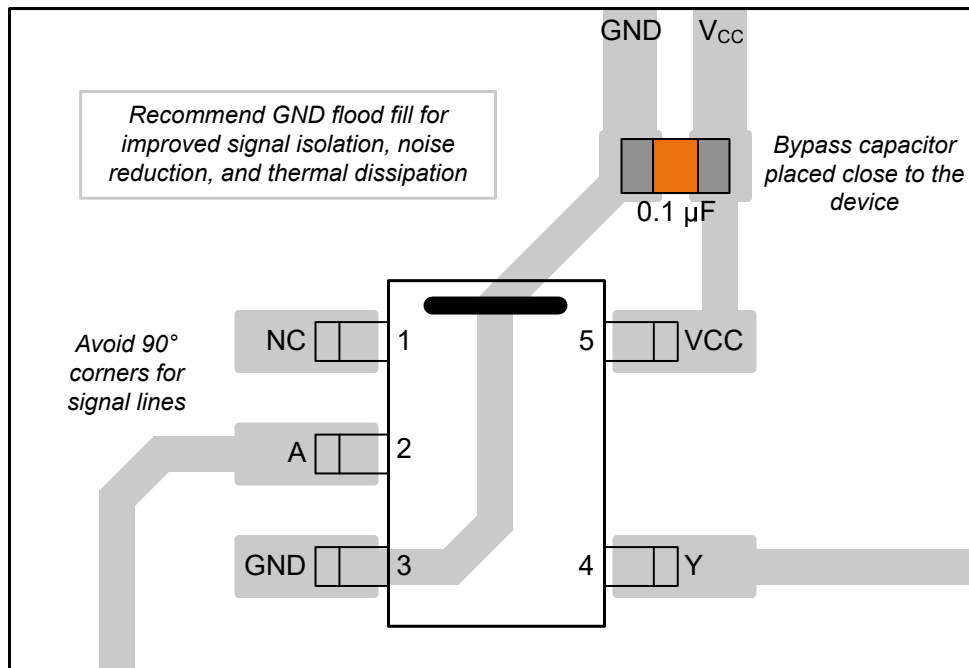 GND
VCC
Recommend GND flood fill for
improved signal isolation, noise
reduction, and thermal dissipation
Bypass capacitor
placed close to the
device
0.1 µF
NC
1
5
VCC
Avoid 90°
corners for
signal lines
A
2
GND
3
4
Y